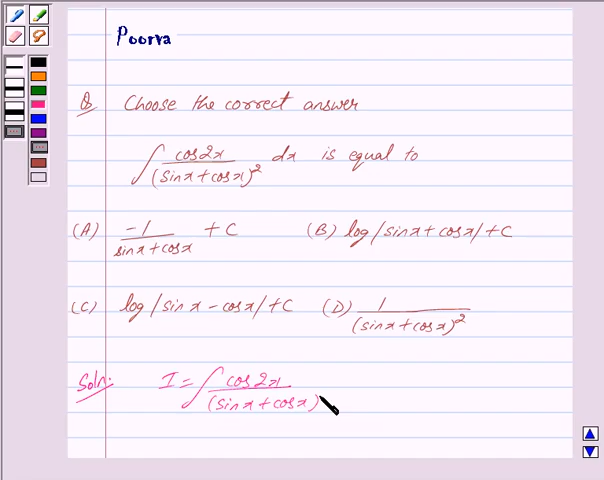 Poorva
Q Choose the correct answer
∫ cos2x / (sinx + cosx)² dx is equal to
(A) -1 / sinx + cosx + C (B) log |sinx + cosx| + C
(C) log |sin x - cosx| + C (D) 1 / (sinx + cosx)²
Soln: I = ∫ cos2x / (sinx + cosx)